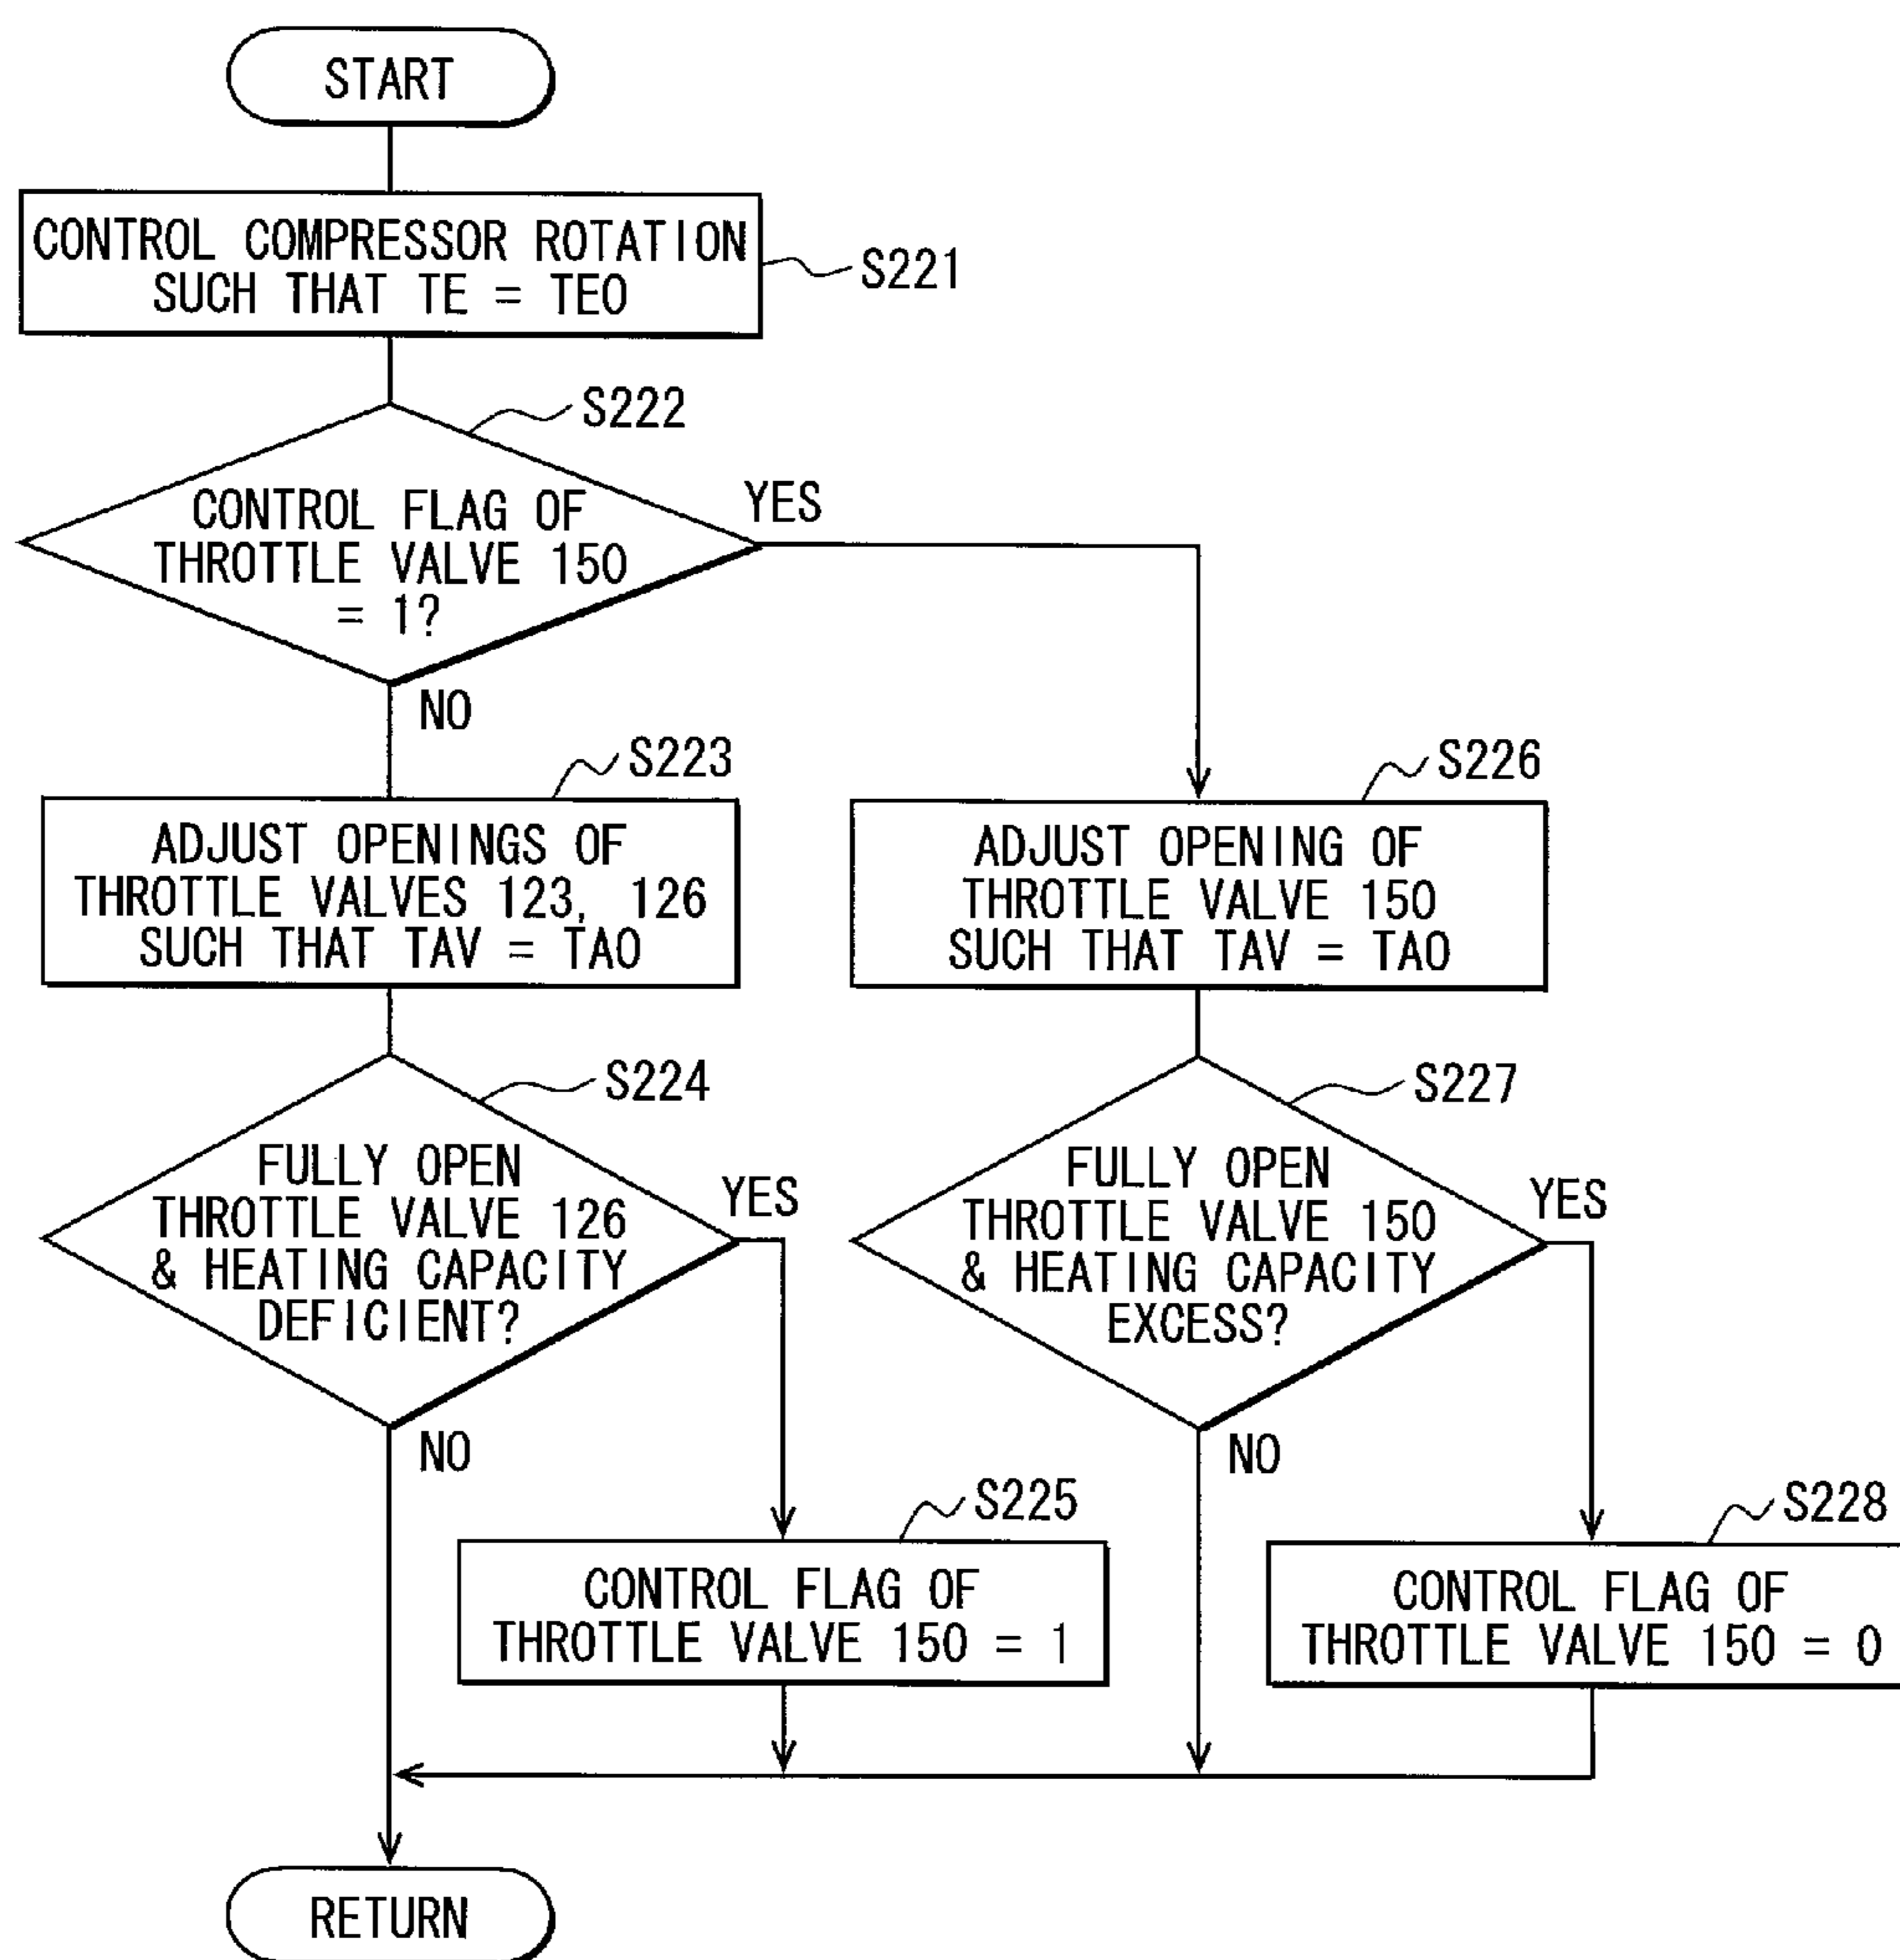 START
CONTROL COMPRESSOR ROTATION
SUCH THAT TE = TEO
S221
S222
CONTROL FLAG OF
THROTTLE VALVE 150
= 1?
YES
NO
S223
ADJUST OPENINGS OF
THROTTLE VALVES 123, 126
SUCH THAT TAV = TAO
S226
ADJUST OPENING OF
THROTTLE VALVE 150
SUCH THAT TAV = TAO
S224
FULLY OPEN
THROTTLE VALVE 126
& HEATING CAPACITY
DEFICIENT?
YES
NO
S227
FULLY OPEN
THROTTLE VALVE 150
& HEATING CAPACITY
EXCESS?
YES
NO
S225
CONTROL FLAG OF
THROTTLE VALVE 150 = 1
S228
CONTROL FLAG OF
THROTTLE VALVE 150 = 0
RETURN